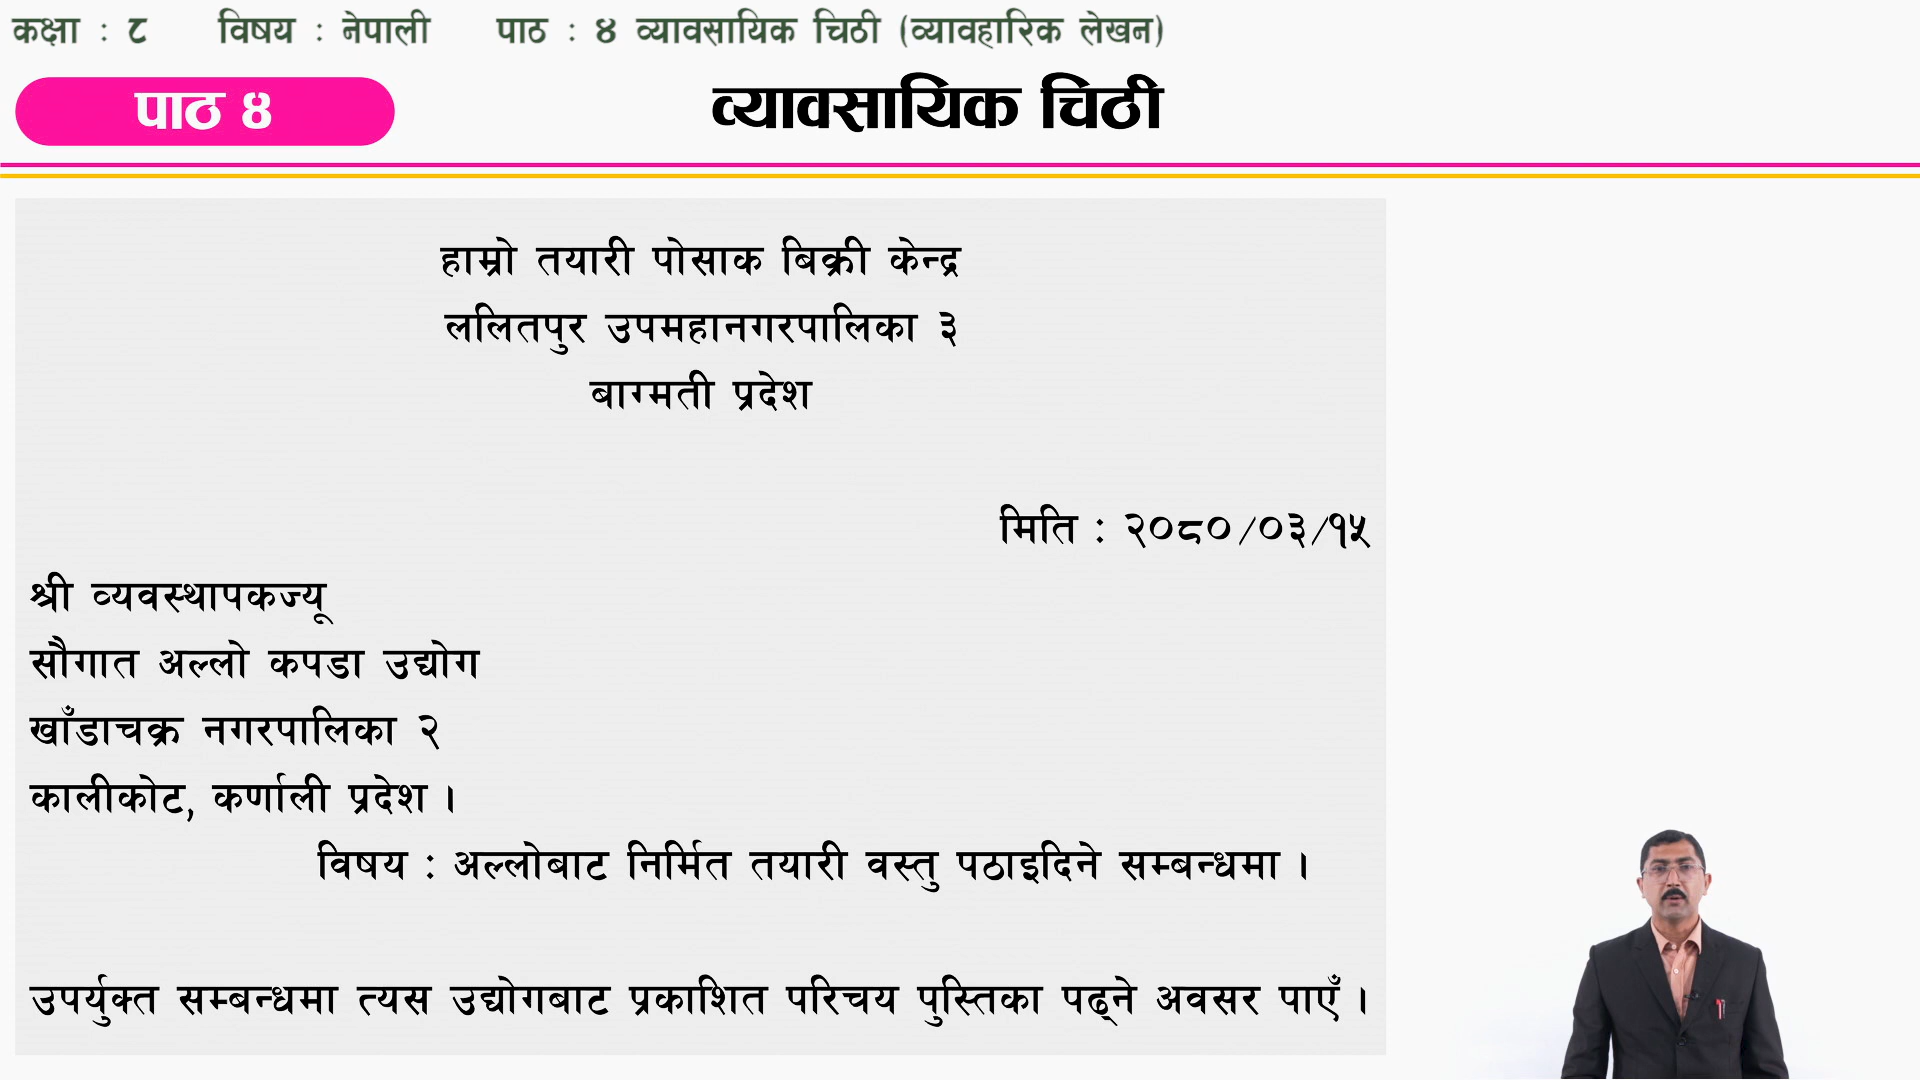 कक्षा : ८ विषय : नेपाली पाठ : ४ व्यावसायिक चिठी (व्यावहारिक लेखन)
पाठ ४
व्यावसायिक चिठी
हाम्रो तयारी पोसाक बिक्री केन्द्र
ललितपुर उपमहानगरपालिका ३
बाग्मती प्रदेश
मिति : २०८०/०३/१५
श्री व्यवस्थापकज्यू
सौगात अल्लो कपडा उद्योग
खाँडाचक्र नगरपालिका २
कालीकोट, कर्णाली प्रदेश ।
विषय : अल्लोबाट निर्मित तयारी वस्तु पठाइदिने सम्बन्धमा ।
उपर्युक्त सम्बन्धमा त्यस उद्योगबाट प्रकाशित परिचय पुस्तिका पढ्ने अवसर पाएँ ।